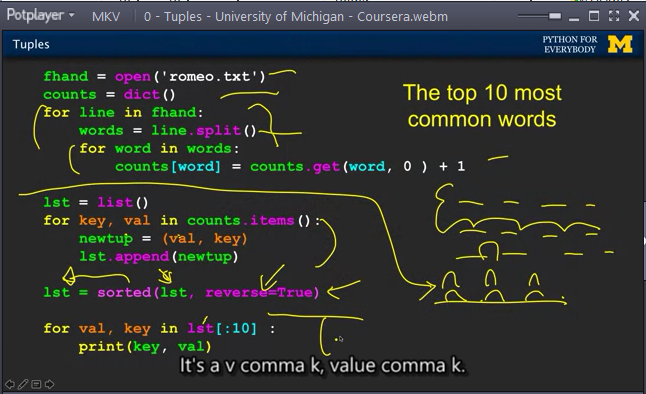 Potplayer MKV 0 - Tuples - University of Michigan - Coursera.webm
Tuples
PYTHON FOR
EVERYBODY
M
fhand = open('romeo.txt')
counts = dict()
for line in fhand:
    words = line.split()
    for word in words:
        counts[word] = counts.get(word, 0 ) + 1
The top 10 most
common words
lst = list()
for key, val in counts.items():
    newtup = (val, key)
    lst.append(newtup)
lst = sorted(lst, reverse=True)
for val, key in lst[:10] :
    print(key, val)
It's a v comma k, value comma k.